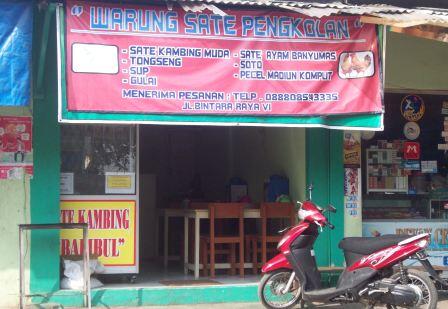 " WARUNG SATE PENGKOLAN "
- SATE KAMBING MUDA - SATE AYAM BANYUMAS
- TONGSENG - SOTO
- SUP - PECEL MADIUN KOMPUT
- GULAI
MENERIMA PESANAN : TELP . 088808543335
JL.BINTARA RAYA VI
SATE KAMBING